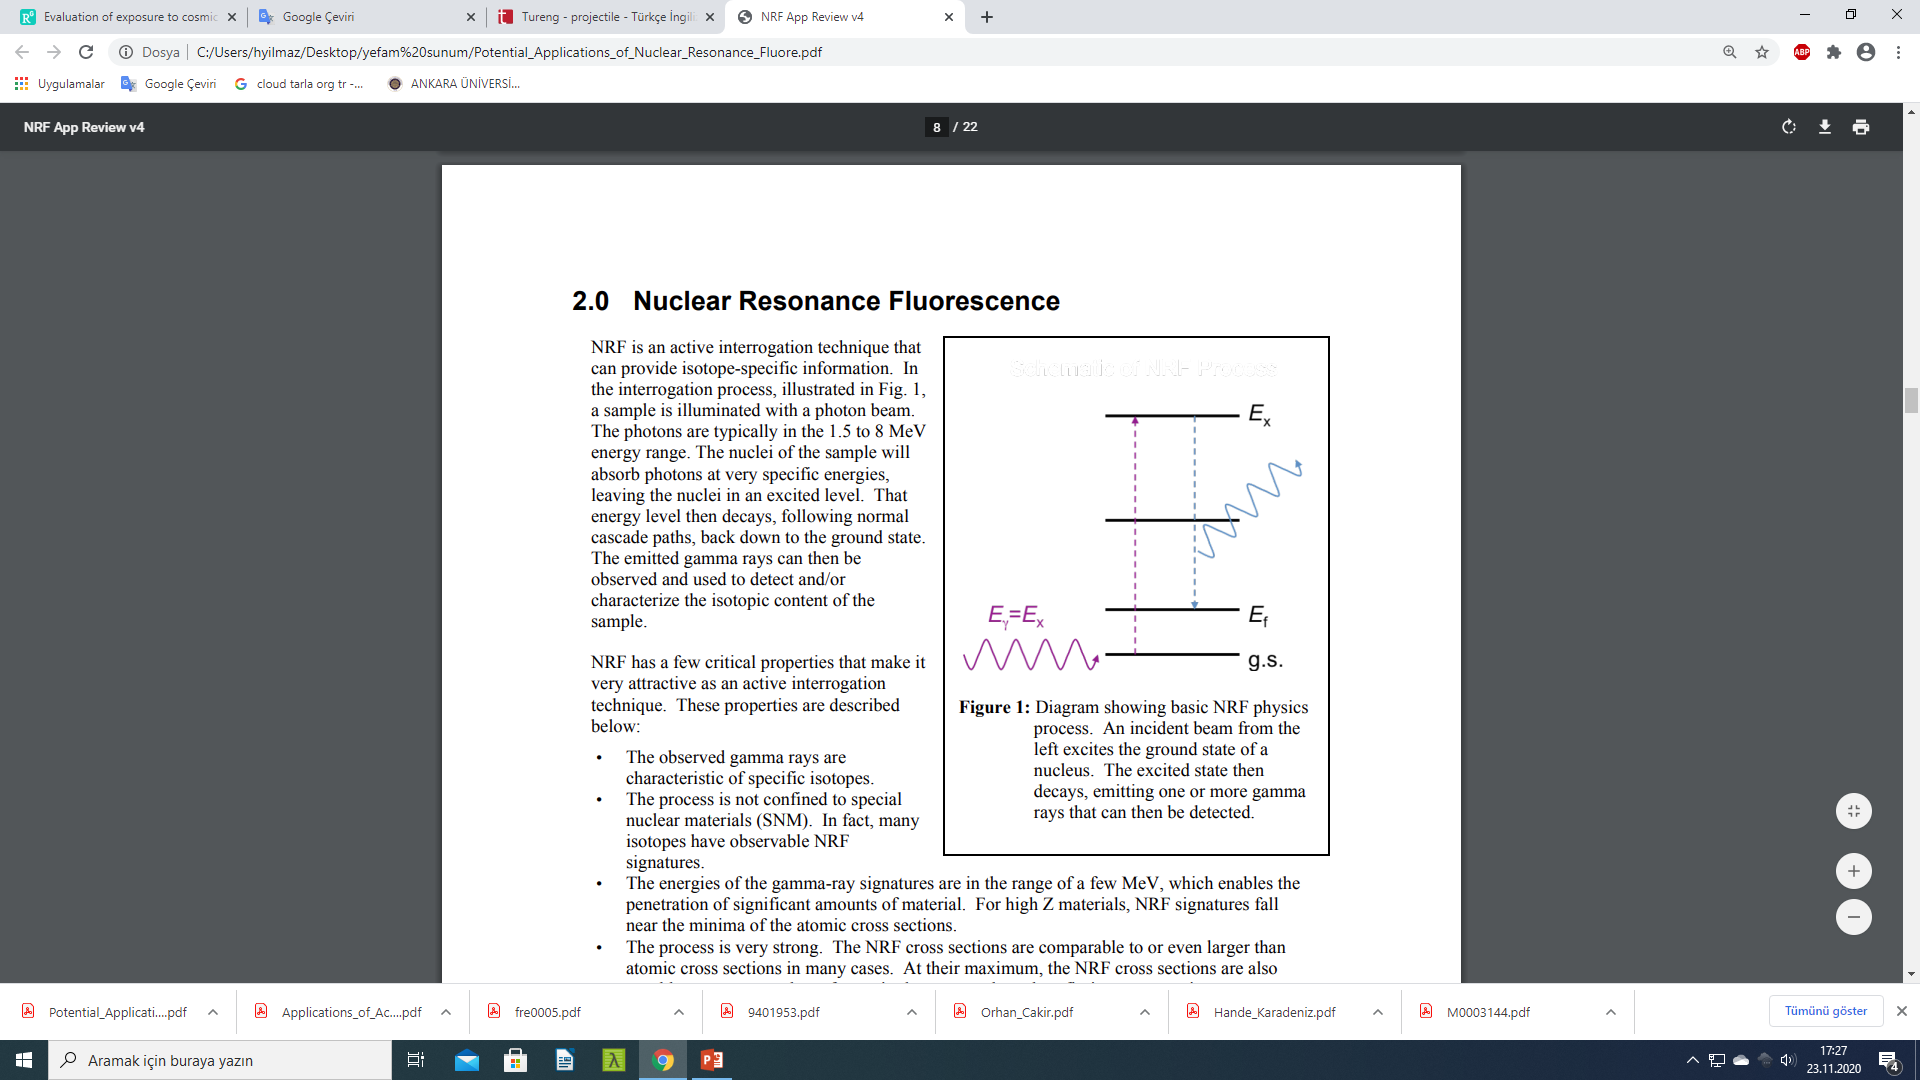 Evaluation of exposure to cosmic
Google Çeviri
Tureng - projectile - Türkçe İngili
NRF App Review v4
Dosya
C:/Users/hyilmaz/Desktop/yefam%20sunum/Potential_Applications_of_Nuclear_Resonance_Fluore.pdf
ABP
Uygulamalar
Google Çeviri
cloud tarla org tr -...
ANKARA ÜNİVERSİ...
NRF App Review v4
8 / 22
2.0 Nuclear Resonance Fluorescence
NRF is an active interrogation technique that
can provide isotope-specific information. In
the interrogation process, illustrated in Fig. 1,
a sample is illuminated with a photon beam.
The photons are typically in the 1.5 to 8 MeV
energy range. The nuclei of the sample will
absorb photons at very specific energies,
leaving the nuclei in an excited level. That
energy level then decays, following normal
cascade paths, back down to the ground state.
The emitted gamma rays can then be
observed and used to detect and/or
characterize the isotopic content of the
sample.
NRF has a few critical properties that make it
very attractive as an active interrogation
technique. These properties are described
below:
• The observed gamma rays are
characteristic of specific isotopes.
• The process is not confined to special
nuclear materials (SNM). In fact, many
isotopes have observable NRF
signatures.
Schematic of NRF Process
Ex
Ef
Eγ=Ex
g.s.
Figure 1: Diagram showing basic NRF physics
process. An incident beam from the
left excites the ground state of a
nucleus. The excited state then
decays, emitting one or more gamma
rays that can then be detected.
• The energies of the gamma-ray signatures are in the range of a few MeV, which enables the
penetration of significant amounts of material. For high Z materials, NRF signatures fall
near the minima of the atomic cross sections.
• The process is very strong. The NRF cross sections are comparable to or even larger than
atomic cross sections in many cases. At their maximum, the NRF cross sections are also
Potential_Applicati....pdf
Applications_of_Ac....pdf
fre0005.pdf
9401953.pdf
Orhan_Cakir.pdf
Hande_Karadeniz.pdf
M0003144.pdf
Tümünü göster
Aramak için buraya yazın
17:27
23.11.2020
4